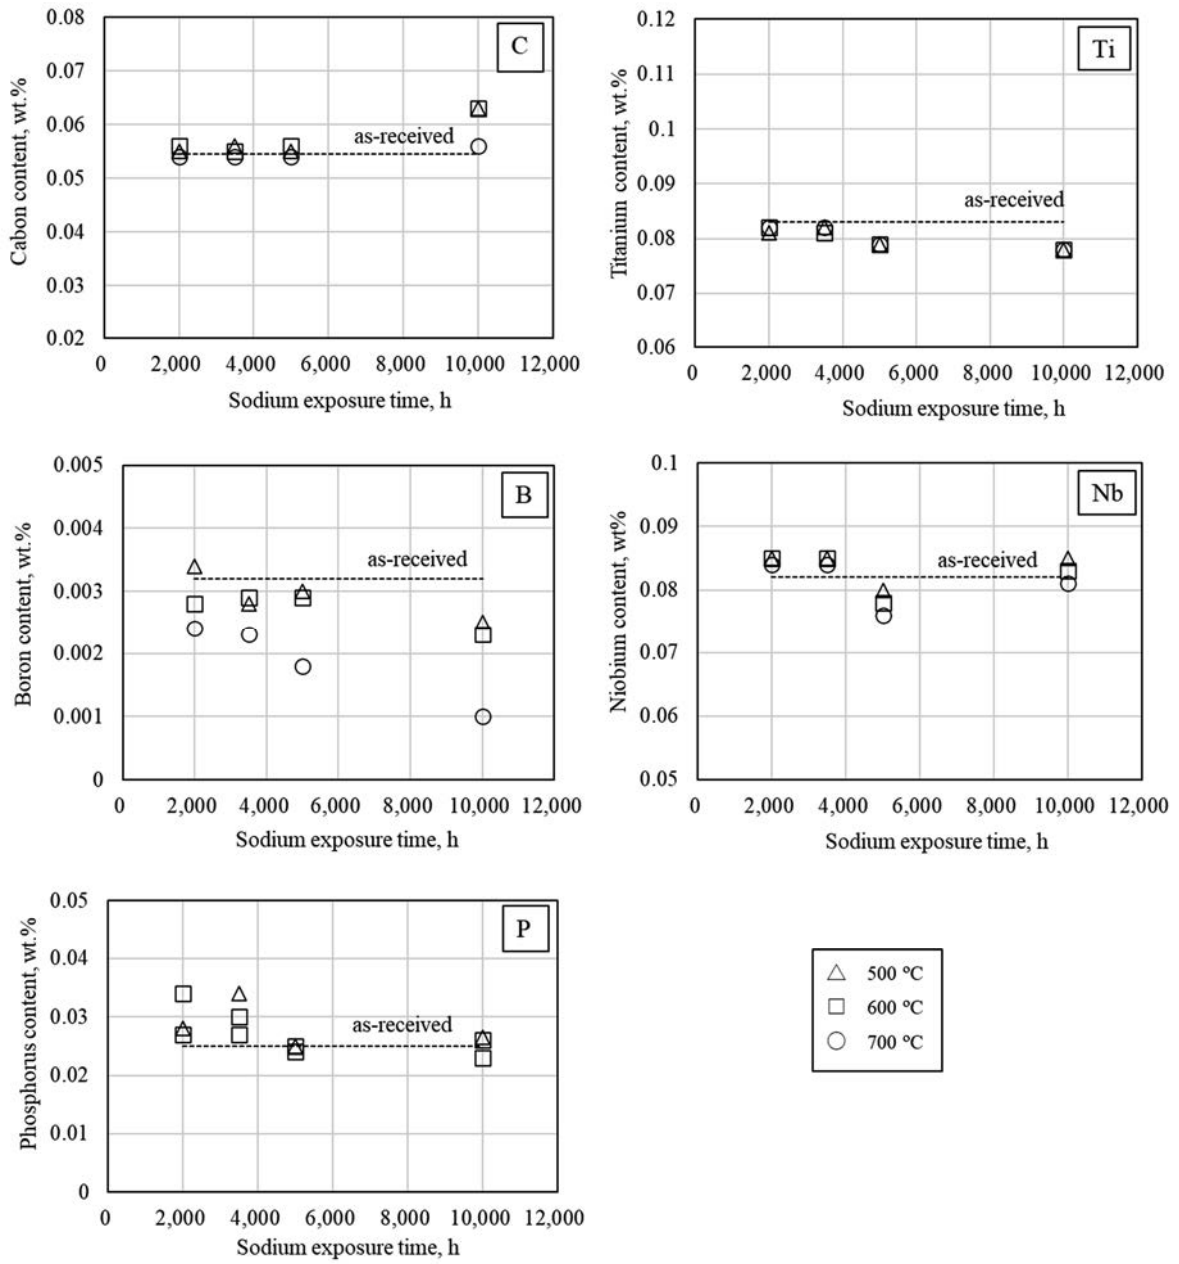 0.08
0.07
0.06
0.05
0.04
0.03
0.02
Cabon content, wt.%
C
as-received
0 2,000 4,000 6,000 8,000 10,000 12,000
Sodium exposure time, h
0.12
0.11
0.1
0.09
0.08
0.07
0.06
Titanium content, wt.%
Ti
as-received
0 2,000 4,000 6,000 8,000 10,000 12,000
Sodium exposure time, h
0.005
0.004
0.003
0.002
0.001
0
Boron content, wt.%
B
as-received
0 2,000 4,000 6,000 8,000 10,000 12,000
Sodium exposure time, h
0.1
0.09
0.08
0.07
0.06
0.05
Niobium content, wt%
Nb
as-received
0 2,000 4,000 6,000 8,000 10,000 12,000
Sodium exposure time, h
0.05
0.04
0.03
0.02
0.01
0
Phosphorus content, wt.%
P
as-received
0 2,000 4,000 6,000 8,000 10,000 12,000
Sodium exposure time, h
500 ℃
600 ℃
700 ℃